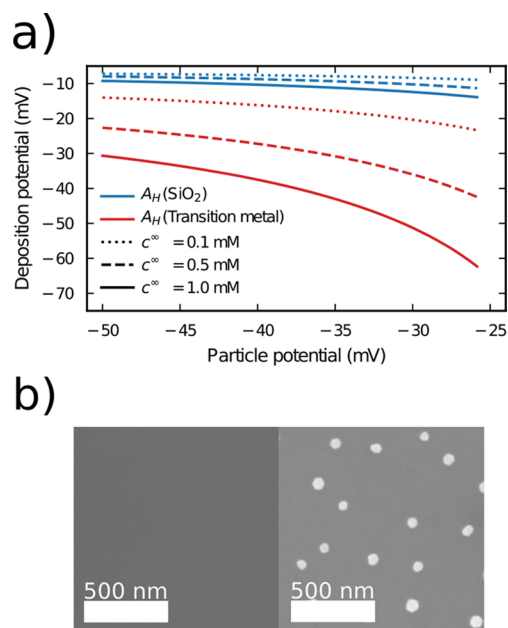 a)
−10
−20
−30
−40
−50
−60
−70
Deposition potential (mV)
A_H(SiO₂)
A_H(Transition metal)
c^∞ = 0.1 mM
c^∞ = 0.5 mM
c^∞ = 1.0 mM
−50 −45 −40 −35 −30 −25
Particle potential (mV)
b)
500 nm 500 nm